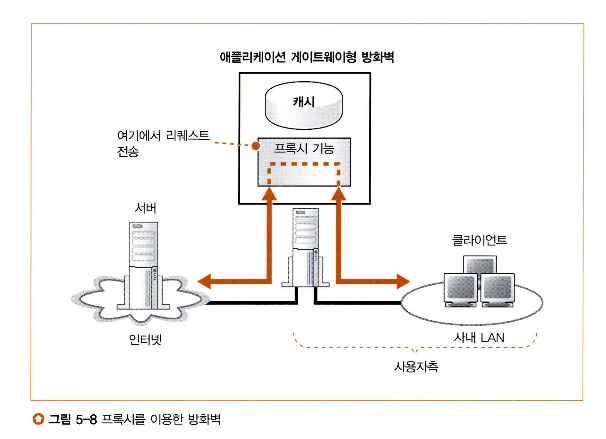 애플리케이션 게이트웨이형 방화벽
캐시
여기에서 리퀘스트
전송
프록시 기능
서버
클라이언트
인터넷
사내 LAN
사용자측
그림 5-8 프록시를 이용한 방화벽